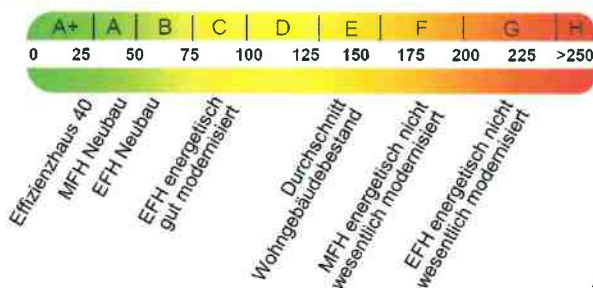 A+ A B C D E F G H
0 25 50 75 100 125 150 175 200 225 >250
Effizienzhaus 40
MFH Neubau
EFH Neubau
EFH energetisch
gut modernisiert
Durchschnitt
Wohngebäudebestand
MFH energetisch nicht
wesentlich modernisiert
EFH energetisch nicht
wesentlich modernisiert